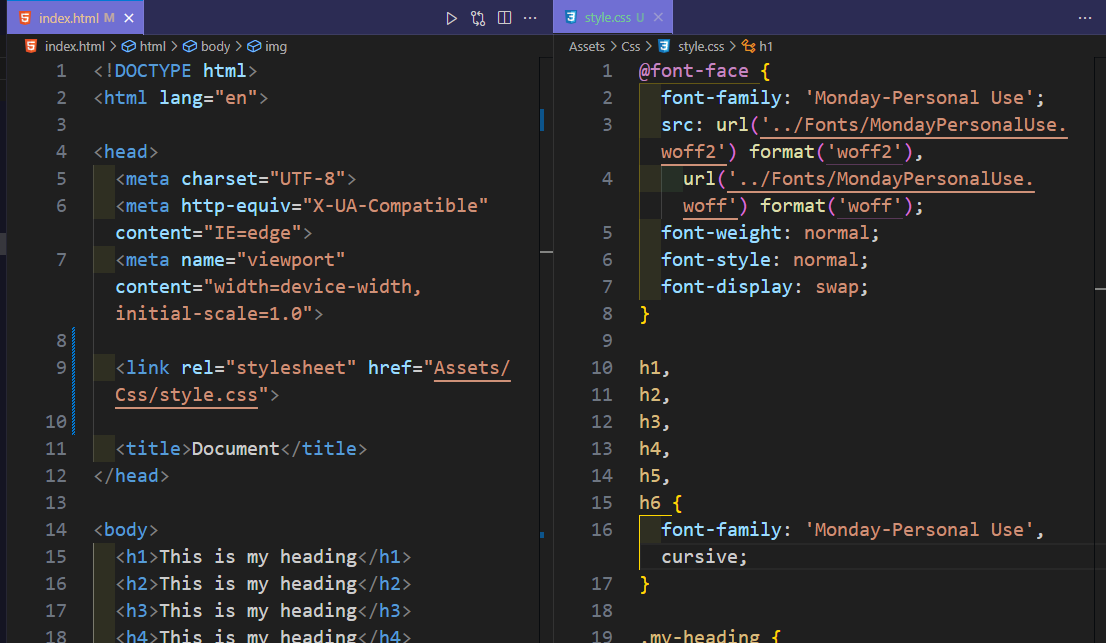 index.html M
index.html > html > body > img
1 <!DOCTYPE html>
2 <html lang="en">
3
4 <head>
5 <meta charset="UTF-8">
6 <meta http-equiv="X-UA-Compatible"
content="IE=edge">
7 <meta name="viewport"
content="width=device-width,
initial-scale=1.0">
8
9 <link rel="stylesheet" href="Assets/
Css/style.css">
10
11 <title>Document</title>
12 </head>
13
14 <body>
15 <h1>This is my heading</h1>
16 <h2>This is my heading</h2>
17 <h3>This is my heading</h3>
18 <h4>This is my heading</h4>
style.css U
Assets > Css > style.css > h1
1 @font-face {
2 font-family: 'Monday-Personal Use';
3 src: url('../Fonts/MondayPersonalUse.
woff2') format('woff2'),
4 url('../Fonts/MondayPersonalUse.
woff') format('woff');
5 font-weight: normal;
6 font-style: normal;
7 font-display: swap;
8 }
9
10 h1,
11 h2,
12 h3,
13 h4,
14 h5,
15 h6 {
16 font-family: 'Monday-Personal Use',
cursive;
17 }
18
19 .my-heading {